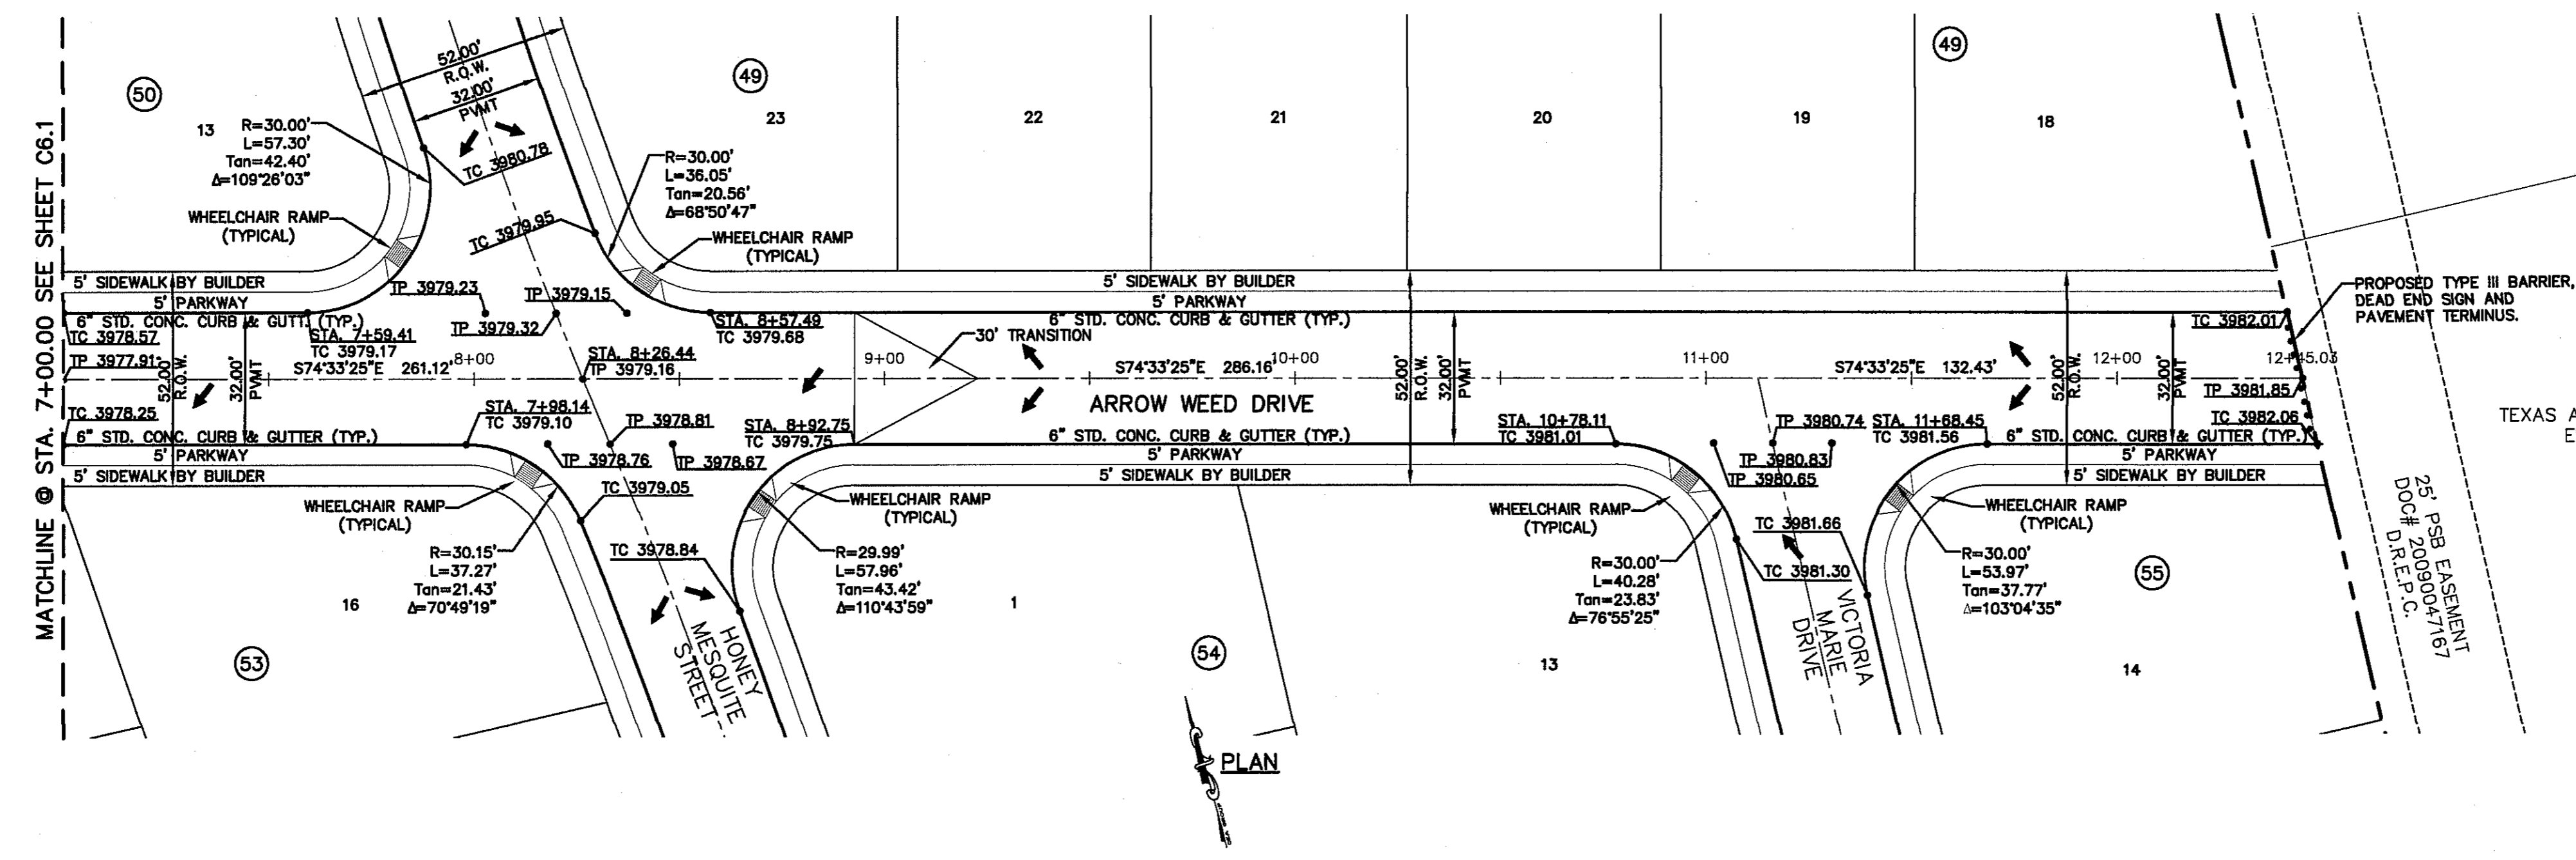 MATCHLINE @ STA. 7+00.00 SEE SHEET C6.1
50
13
R=30.00'
L=57.30'
Tan=42.40'
Δ=109°26'03"
52.00'
R.O.W.
32.00'
PVMT
TC 3980.78
49
23
R=30.00'
L=36.05'
Tan=20.56'
Δ=68°50'47"
TC 3979.95
22
21
20
19
49
18
WHEELCHAIR RAMP
(TYPICAL)
WHEELCHAIR RAMP
(TYPICAL)
5' SIDEWALK BY BUILDER
5' PARKWAY
6" STD. CONC. CURB & GUTT. (TYP.)
TC 3978.57
TP 3977.91
TC 3978.25
52.00'
R.O.W.
32.00'
PVMT
STA. 7+59.41
TC 3979.17
S74°33'25"E 261.12'
8+00
TP 3979.23
TP 3979.32
TP 3979.15
STA. 8+26.44
TP 3979.16
STA. 8+57.49
TC 3979.68
9+00
30' TRANSITION
5' SIDEWALK BY BUILDER
5' PARKWAY
6" STD. CONC. CURB & GUTTER (TYP.)
S74°33'25"E 286.16'
10+00
ARROW WEED DRIVE
52.00'
R.O.W.
32.00'
PVMT
11+00
S74°33'25"E 132.43'
52.00'
R.O.W.
12+00
32.00'
PVMT
12+45.03
TC 3982.01
TP 3981.85
TC 3982.06
PROPOSED TYPE III BARRIER,
DEAD END SIGN AND
PAVEMENT TERMINUS.
TEXAS A
E
6" STD. CONC. CURB & GUTTER (TYP.)
5' PARKWAY
5' SIDEWALK BY BUILDER
STA. 7+98.14
TC 3979.10
TP 3978.81
TP 3978.76
TP 3978.67
STA. 8+92.75
TC 3979.75
6" STD. CONC. CURB & GUTTER (TYP.)
5' PARKWAY
5' SIDEWALK BY BUILDER
STA. 10+78.11
TC 3981.01
TP 3980.74
TP 3980.83
TP 3980.65
STA. 11+68.45
TC 3981.56
6" STD. CONC. CURB & GUTTER (TYP.)
5' PARKWAY
5' SIDEWALK BY BUILDER
WHEELCHAIR RAMP
(TYPICAL)
TC 3979.05
WHEELCHAIR RAMP
(TYPICAL)
WHEELCHAIR RAMP
(TYPICAL)
TC 3981.66
WHEELCHAIR RAMP
(TYPICAL)
R=30.15'
L=37.27'
Tan=21.43'
Δ=70°49'19"
TC 3978.84
R=29.99'
L=57.96'
Tan=43.42'
Δ=110°43'59"
R=30.00'
L=40.28'
Tan=23.83'
Δ=76°55'25"
TC 3981.30
R=30.00'
L=53.97'
Tan=37.77'
Δ=103°04'35"
16
53
HONEY
MESQUITE
STREET
1
54
13
VICTORIA
MARIE
DRIVE
55
14
25' PSB EASEMENT
DOC# 20090047167
D.R.E.P.C.
PLAN